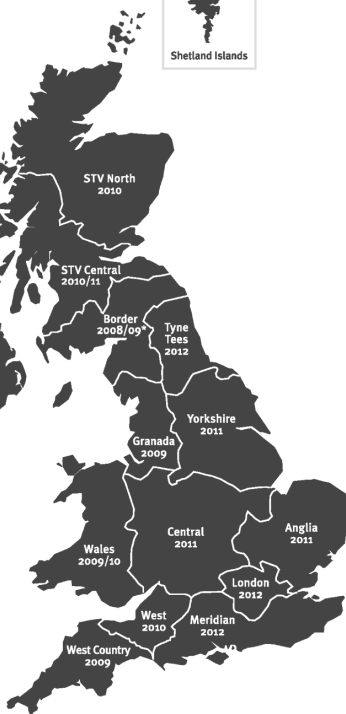 Shetland Islands
STV North
2010
STV Central
2010/11
Border
2008/09*
Tyne
Tees
2012
Yorkshire
2011
Granada
2009
Central
2011
Anglia
2011
Wales
2009/10
London
2012
West
2010
Meridian
2012
West Country
2009